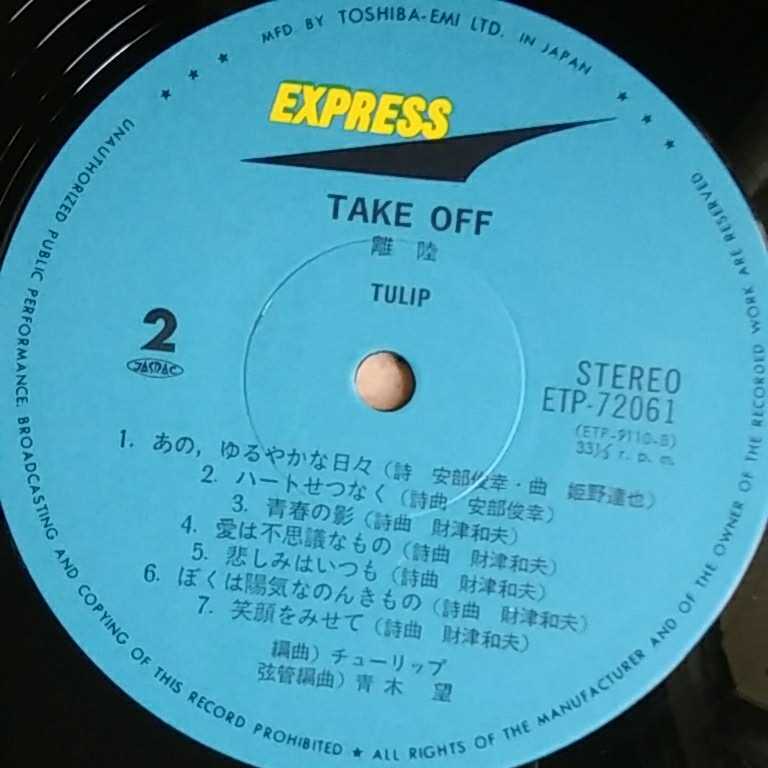 MFD. BY TOSHIBA-EMI LTD. IN JAPAN
EXPRESS
TAKE OFF
離陸
TULIP
2
JASRAC
STEREO
ETP-72061
(ETP-9110-B)
33⅓ r. p. m.
1. あの, ゆるやかな日々 (詩 安部俊幸・曲 姫野達也)
2. ハートせつなく (詩曲 安部俊幸)
3. 青春の影 (詩曲 財津和夫)
4. 愛は不思議なもの (詩曲 財津和夫)
5. 悲しみはいつも (詩曲 財津和夫)
6. ぼくは陽気なのんきもの (詩曲 財津和夫)
7. 笑顔をみせて (詩曲 財津和夫)
編曲) チューリップ
弦管編曲) 青木 望
UNAUTHORIZED PUBLIC PERFORMANCE, BROADCASTING AND COPYING OF THIS RECORD PROHIBITED ★ ALL RIGHTS OF THE MANUFACTURER AND OF THE OWNER OF THE RECORDED WORK ARE RESERVED